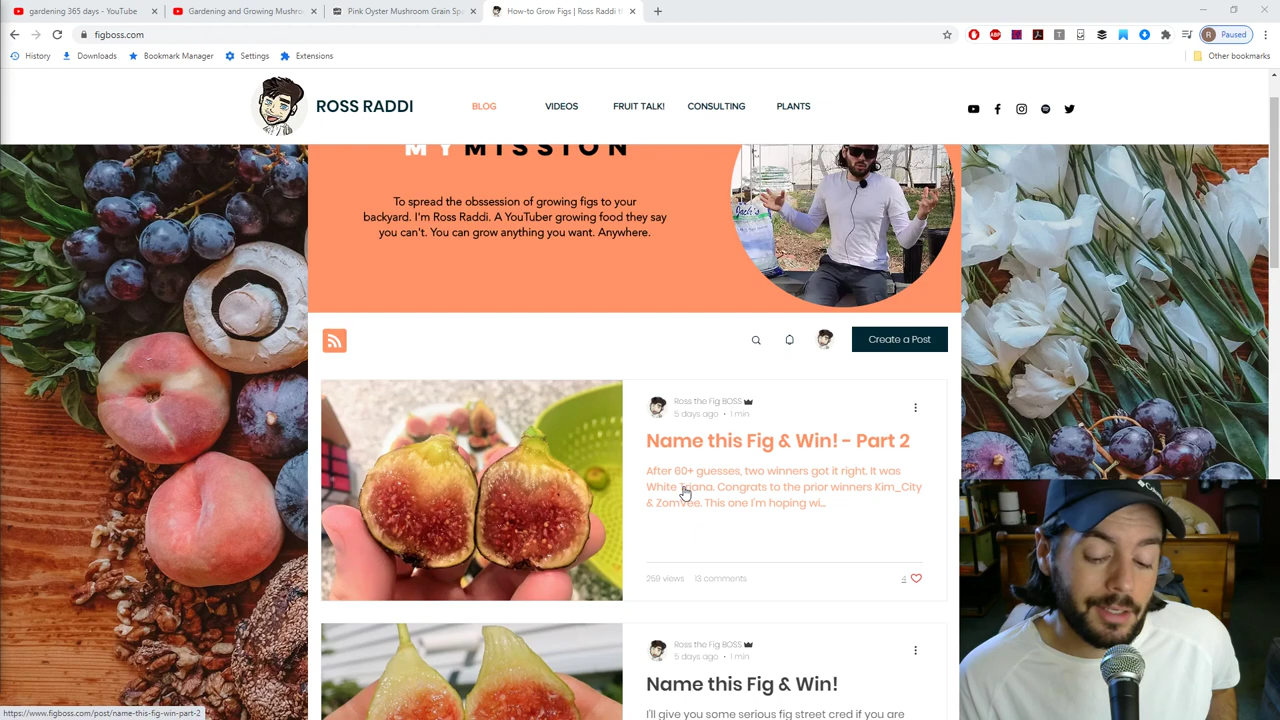 gardening 365 days - YouTube
Gardening and Growing Mushro
Pink Oyster Mushroom Grain Sp
How-to Grow Figs | Ross Raddi t
figboss.com
Paused
History
Downloads
Bookmark Manager
Settings
Extensions
Other bookmarks
ROSS RADDI
BLOG
VIDEOS
FRUIT TALK!
CONSULTING
PLANTS
MY MISSION
To spread the obssession of growing figs to your
backyard. I'm Ross Raddi. A YouTuber growing food they say
you can't. You can grow anything you want. Anywhere.
Create a Post
Ross the Fig BOSS
5 days ago · 1 min
Name this Fig & Win! - Part 2
After 60+ guesses, two winners got it right. It was
White Triana. Congrats to the prior winners Kim_City
& ZomVee. This one I'm hoping wi...
259 views 13 comments
4
Ross the Fig BOSS
5 days ago · 1 min
Name this Fig & Win!
I'll give you some serious fig street cred if you are
https://www.figboss.com/post/name-this-fig-win-part-2